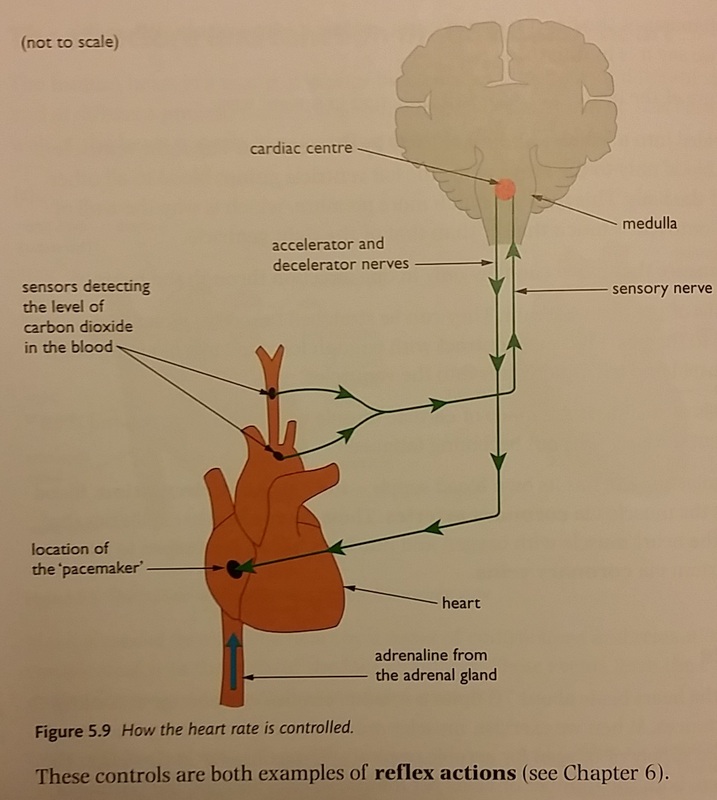 (not to scale)
cardiac centre
medulla
accelerator and
decelerator nerves
sensory nerve
sensors detecting
the level of
carbon dioxide
in the blood
location of
the 'pacemaker'
heart
adrenaline from
the adrenal gland
Figure 5.9 How the heart rate is controlled.
These controls are both examples of reflex actions (see Chapter 6).